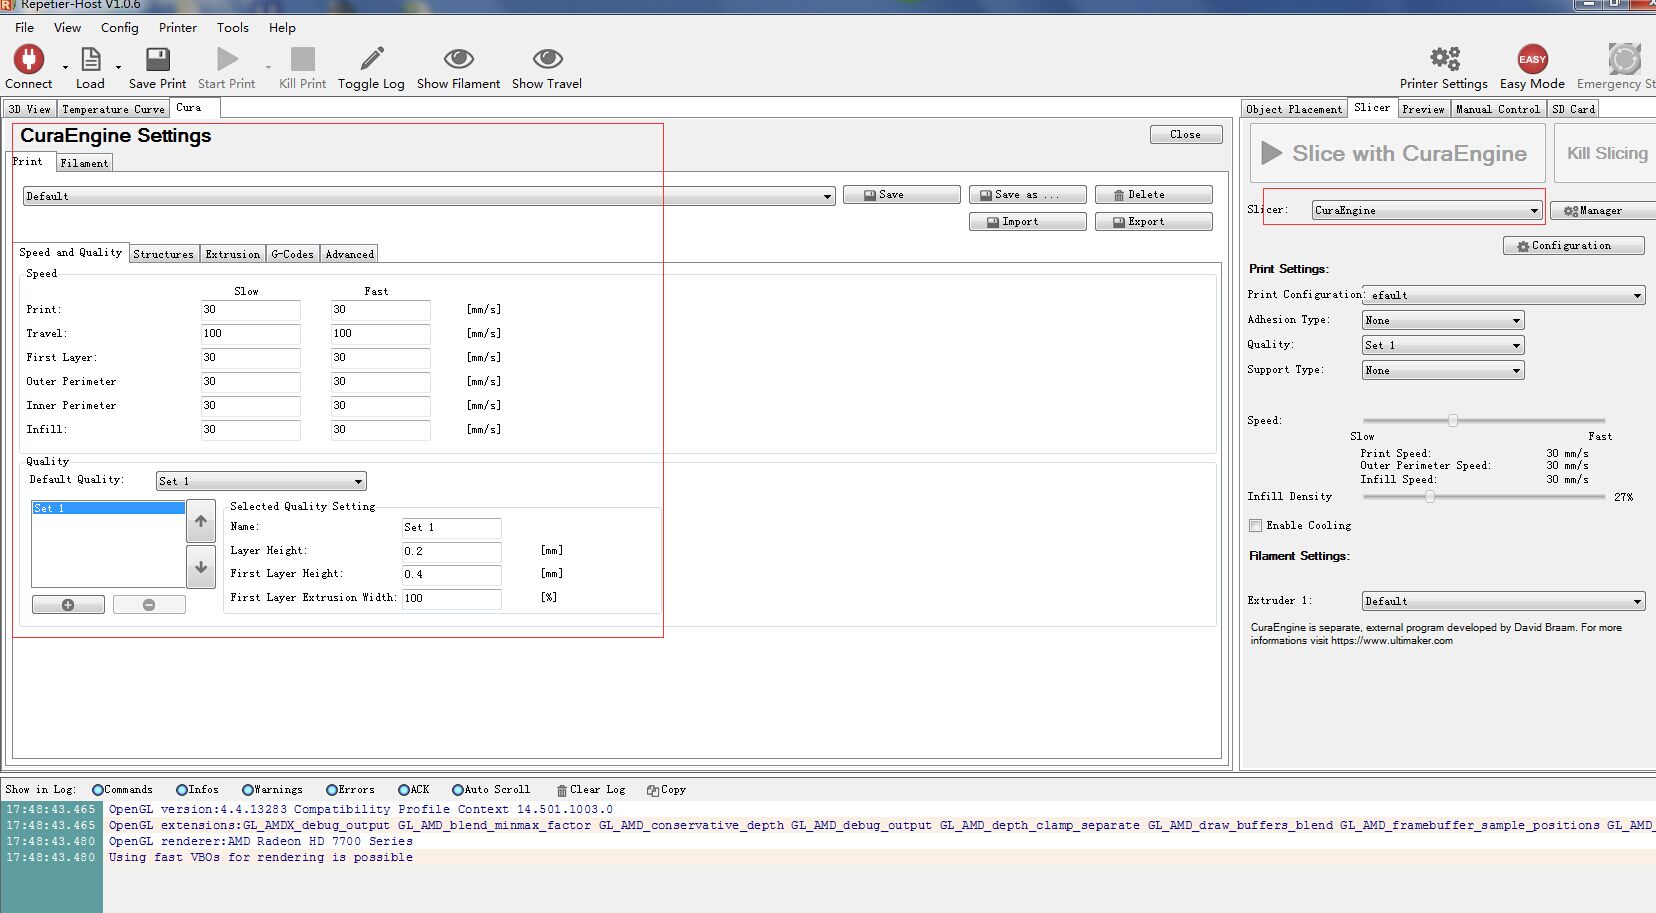 Repetier-Host V1.0.6
File View Config Printer Tools Help
Connect Load Save Print Start Print Kill Print Toggle Log Show Filament Show Travel Printer Settings EASY Easy Mode Emergency St
3D View Temperature Curve Cura
Object Placement Slicer Preview Manual Control SD Card
CuraEngine Settings
Close
Print Filament
Default
Save Save as ... Delete
Import Export
Speed and Quality Structures Extrusion G-Codes Advanced
Speed
Slow Fast
Print: 30 30 [mm/s]
Travel: 100 100 [mm/s]
First Layer: 30 30 [mm/s]
Outer Perimeter 30 30 [mm/s]
Inner Perimeter 30 30 [mm/s]
Infill: 30 30 [mm/s]
Quality
Default Quality: Set 1
Set 1
Selected Quality Setting
Name: Set 1
Layer Height: 0.2 [mm]
First Layer Height: 0.4 [mm]
First Layer Extrusion Width: 100 [%]
Slice with CuraEngine Kill Slicing
Slicer: CuraEngine Manager
Configuration
Print Settings:
Print Configuration: efault
Adhesion Type: None
Quality: Set 1
Support Type: None
Speed:
Slow Fast
Print Speed: 30 mm/s
Outer Perimeter Speed: 30 mm/s
Infill Speed: 30 mm/s
Infill Density 27%
Enable Cooling
Filament Settings:
Extruder 1: Default
CuraEngine is separate, external program developed by David Braam. For more
informations visit https://www.ultimaker.com
Show in Log: Commands Infos Warnings Errors ACK Auto Scroll Clear Log Copy
17:48:43.465 OpenGL version:4.4.13283 Compatibility Profile Context 14.501.1003.0
17:48:43.465 OpenGL extensions:GL_AMDX_debug_output GL_AMD_blend_minmax_factor GL_AMD_conservative_depth GL_AMD_debug_output GL_AMD_depth_clamp_separate GL_AMD_draw_buffers_blend GL_AMD_framebuffer_sample_positions GL_AMD_
17:48:43.480 OpenGL renderer:AMD Radeon HD 7700 Series
17:48:43.480 Using fast VBOs for rendering is possible